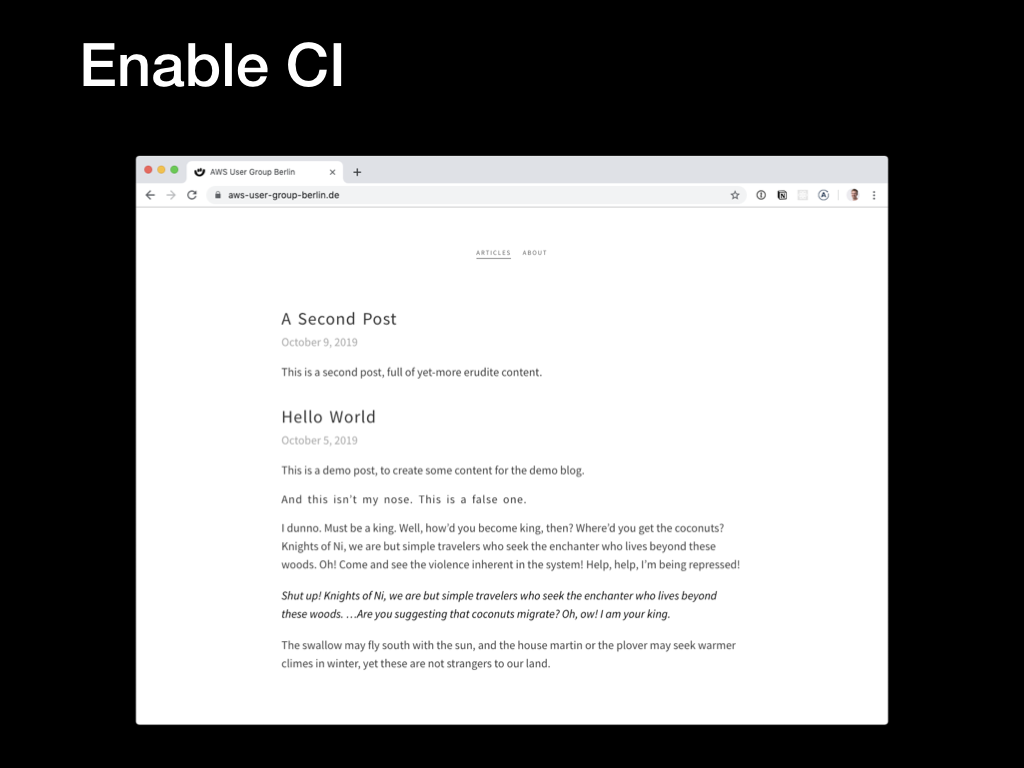 Enable CI
AWS User Group Berlin
aws-user-group-berlin.de
ARTICLES ABOUT
A Second Post
October 9, 2019
This is a second post, full of yet-more erudite content.
Hello World
October 5, 2019
This is a demo post, to create some content for the demo blog.
And this isn't my nose. This is a false one.
I dunno. Must be a king. Well, how'd you become king, then? Where'd you get the coconuts?
Knights of Ni, we are but simple travelers who seek the enchanter who lives beyond these
woods. Oh! Come and see the violence inherent in the system! Help, help, I'm being repressed!
Shut up! Knights of Ni, we are but simple travelers who seek the enchanter who lives beyond
these woods. …Are you suggesting that coconuts migrate? Oh, ow! I am your king.
The swallow may fly south with the sun, and the house martin or the plover may seek warmer
climes in winter, yet these are not strangers to our land.